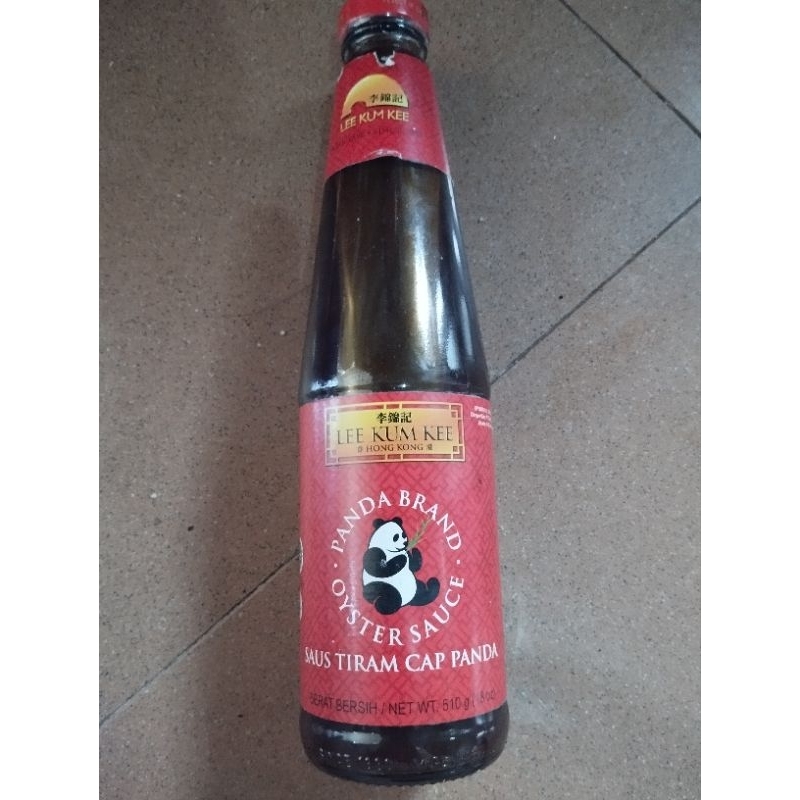 李錦記
LEE KUM KEE
李錦記
LEE KUM KEE
HONG KONG
PANDA BRAND
OYSTER SAUCE
SAUS TIRAM CAP PANDA
BERAT BERSIH / NET WT. 510 g